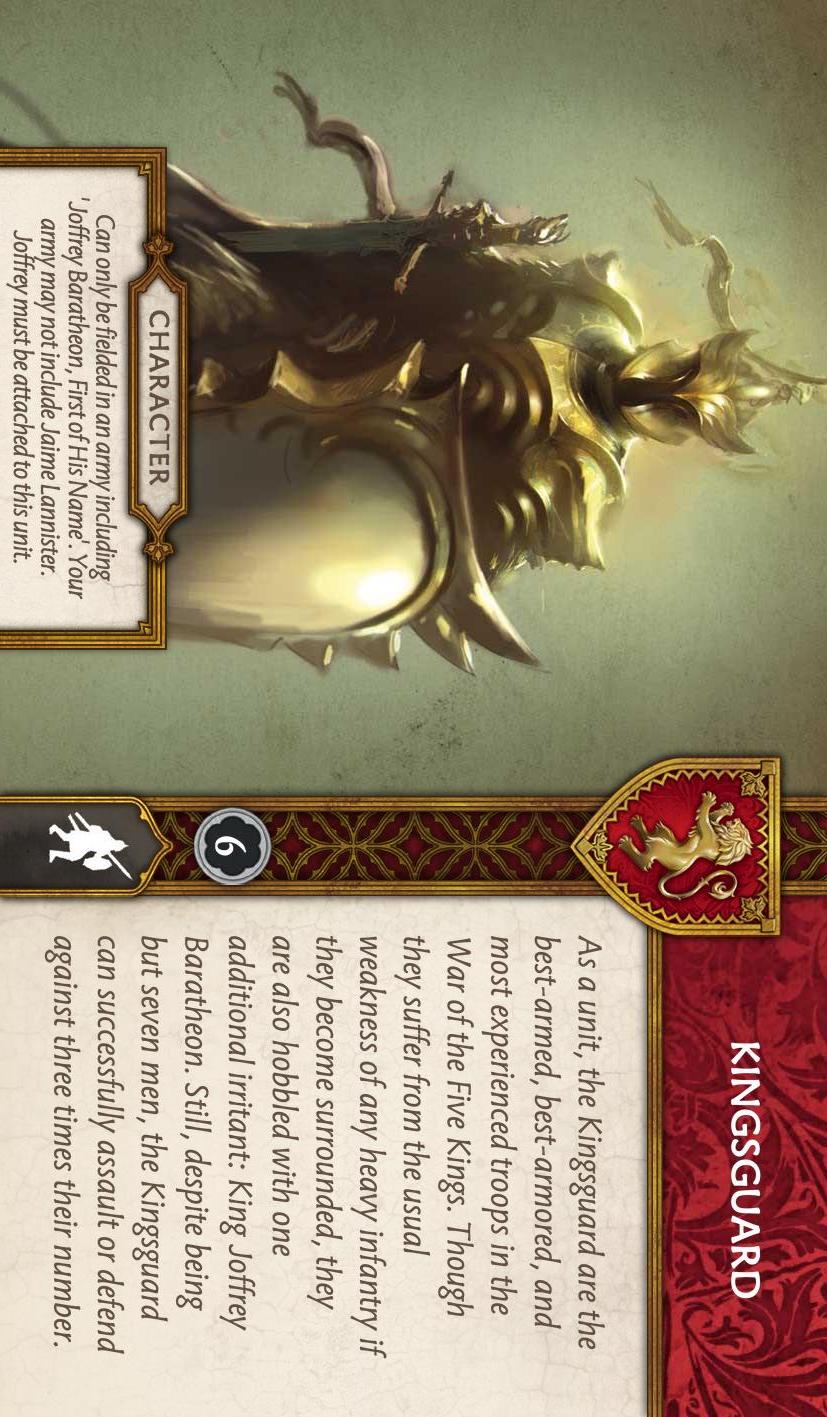 KINGSGUARD
As a unit, the Kingsguard are the
best-armed, best-armored, and
most experienced troops in the
War of the Five Kings. Though
they suffer from the usual
weakness of any heavy infantry if
they become surrounded, they
are also hobbled with one
additional irritant: King Joffrey
Baratheon. Still, despite being
but seven men, the Kingsguard
can successfully assault or defend
against three times their number.
6
CHARACTER
Can only be fielded in an army including
'Joffrey Baratheon, First of His Name'. Your
army may not include Jaime Lannister.
Joffrey must be attached to this unit.